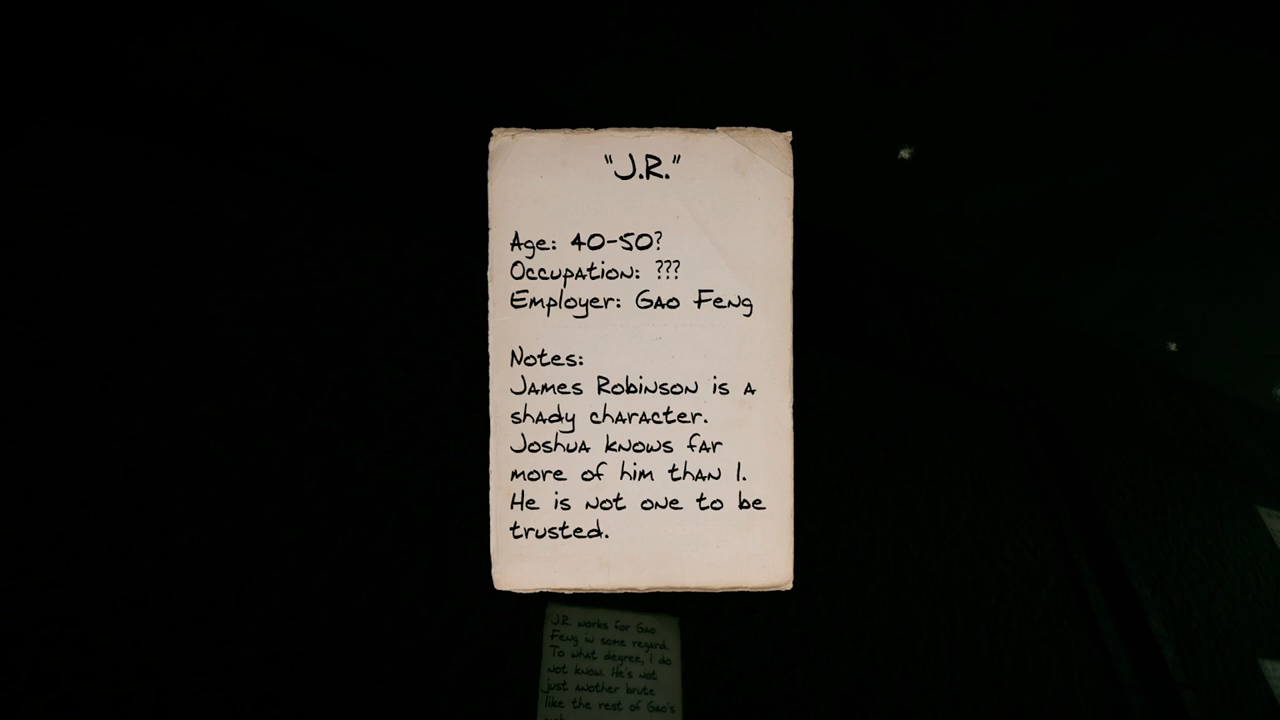 "J.R."
Age: 40-50?
Occupation: ???
Employer: Gao Feng
Notes:
James Robinson is a
shady character.
Joshua knows far
more of him than I.
He is not one to be
trusted.
J.R. works for Gao
Feng in some regard.
To what degree, I do
not know. He's not
just another brute
like the rest of Gao's